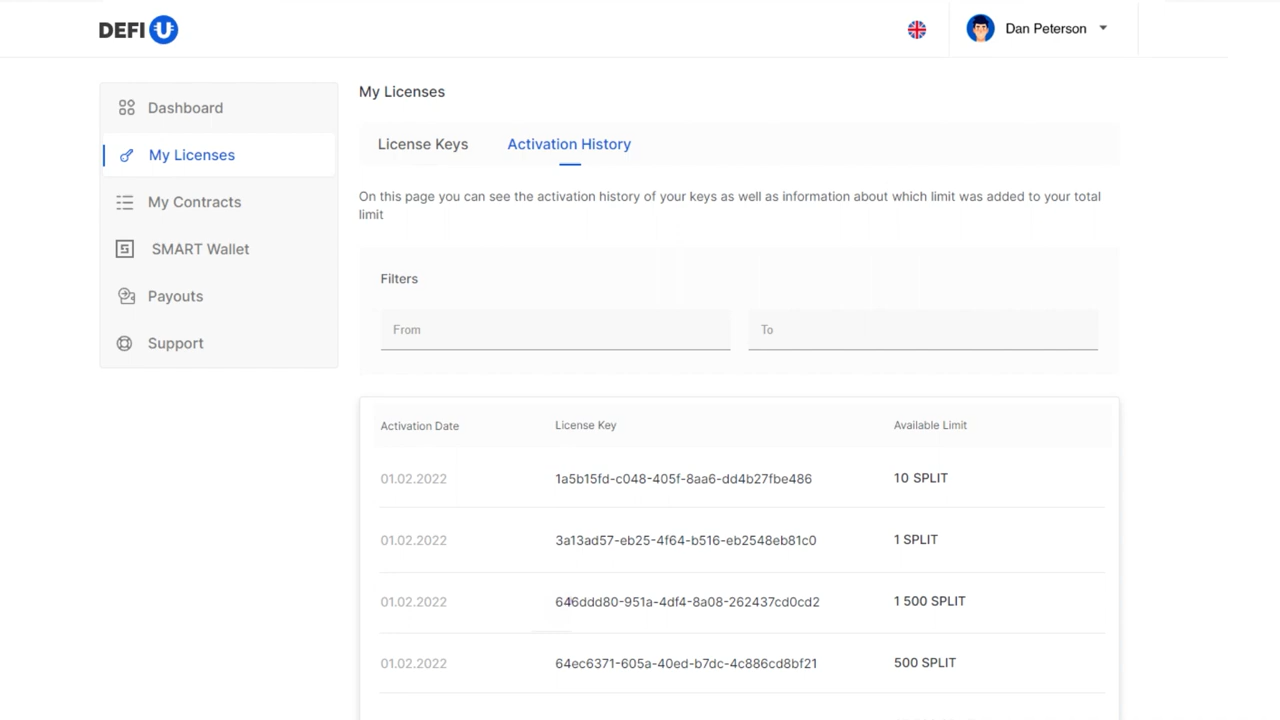 DEFI U
Dan Peterson
Dashboard
My Licenses
My Contracts
SMART Wallet
Payouts
Support
My Licenses
License Keys Activation History
On this page you can see the activation history of your keys as well as information about which limit was added to your total
limit
Filters
From To
Activation Date License Key Available Limit
01.02.2022 1a5b15fd-c048-405f-8aa6-dd4b27fbe486 10 SPLIT
01.02.2022 3a13ad57-eb25-4f64-b516-eb2548eb81c0 1 SPLIT
01.02.2022 646ddd80-951a-4df4-8a08-262437cd0cd2 1 500 SPLIT
01.02.2022 64ec6371-605a-40ed-b7dc-4c886cd8bf21 500 SPLIT